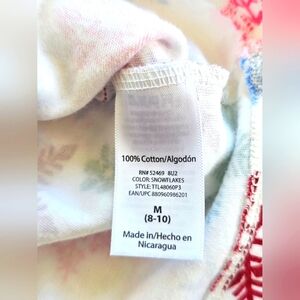 100% Cotton/Algodón
RN# 52469 8U2
COLOR: SNOWFLAKES
STYLE: TTL48060P3
EAN/UPC:880960986201
M
(8-10)
Made in/Hecho en
Nicaragua